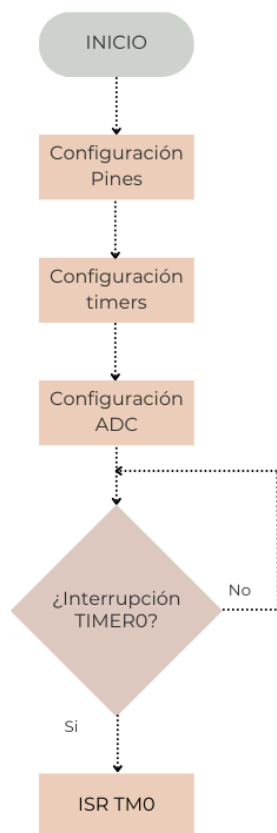 INICIO
Configuración
Pines
Configuración
timers
Configuración
ADC
¿Interrupción
TIMER0?
No
Si
ISR TM0